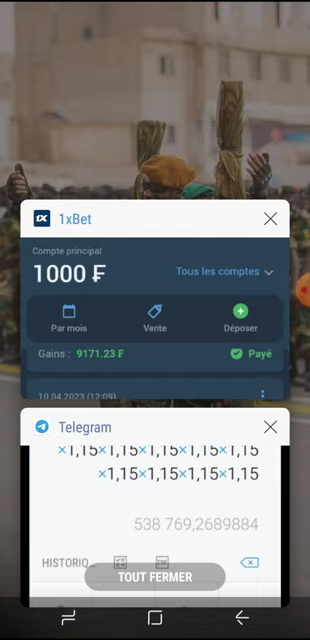 1xBet
Compte principal
1000 ₣
Tous les comptes
Par mois
Vente
Déposer
Gains : 9171.23 ₣
Payé
10.04.2023 (12:09)
Telegram
×1,15×1,15×1,15×1,15×1,15
×1,15×1,15×1,15×1,15
538 769,2689884
HISTORIQ...
TOUT FERMER